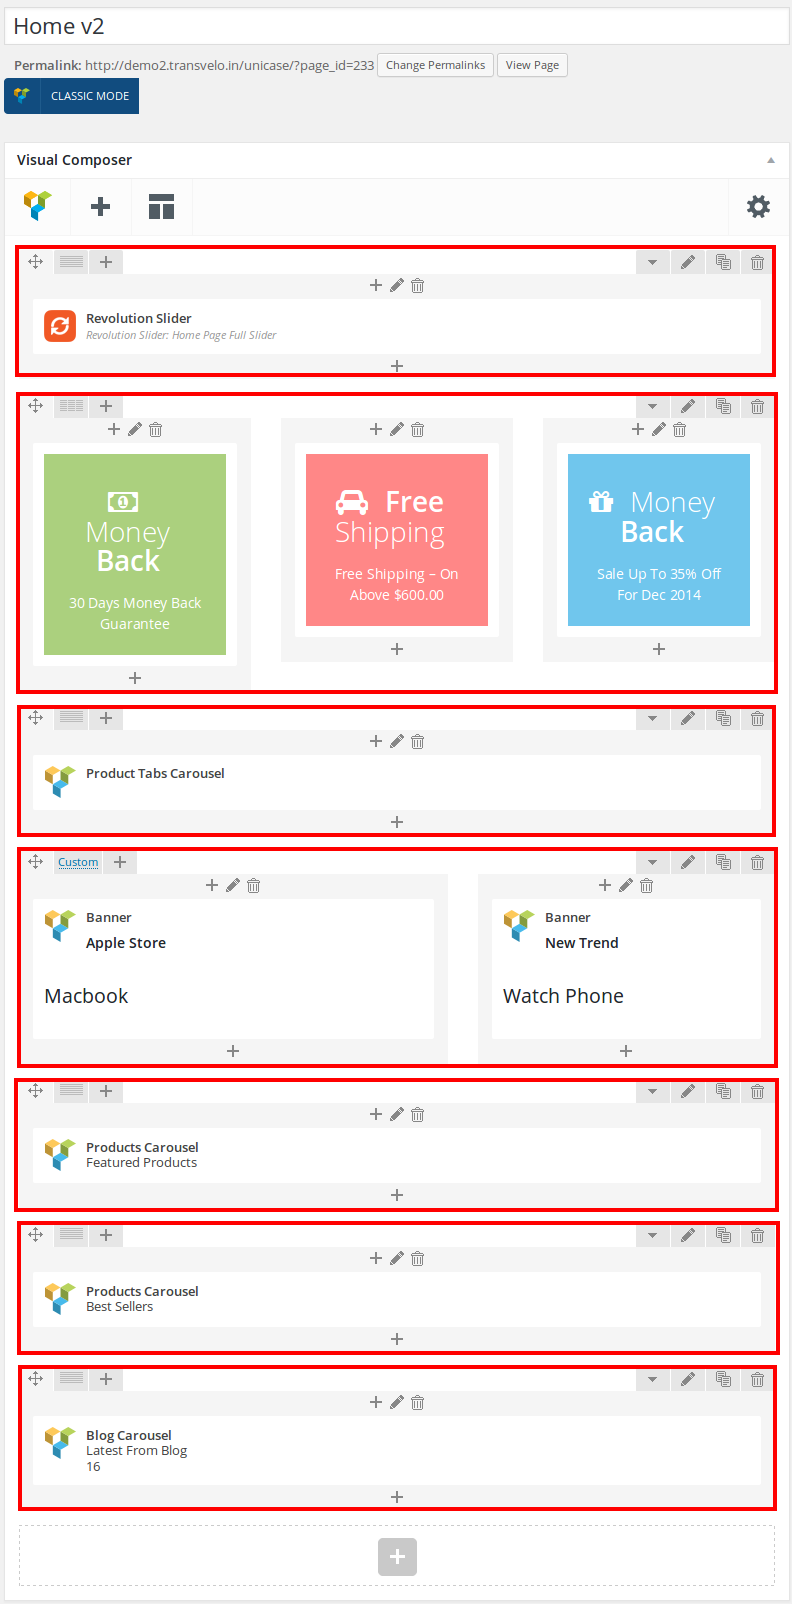 Home v2
Permalink: http://demo2.transvelo.in/unicase/?page_id=233 Change Permalinks View Page
CLASSIC MODE
Visual Composer
Revolution Slider
Revolution Slider: Home Page Full Slider
Money
Back
30 Days Money Back
Guarantee
Free
Shipping
Free Shipping – On
Above $600.00
Money
Back
Sale Up To 35% Off
For Dec 2014
Product Tabs Carousel
Custom
Banner
Apple Store
Macbook
Banner
New Trend
Watch Phone
Products Carousel
Featured Products
Products Carousel
Best Sellers
Blog Carousel
Latest From Blog
16